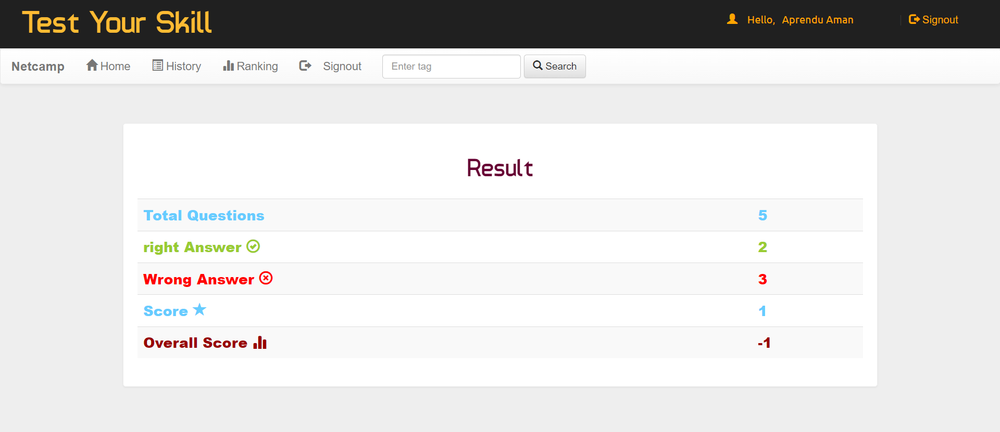 Test Your Skill
Hello, Aprendu Aman
Signout
Netcamp Home History Ranking Signout Enter tag Search
Result
Total Questions 5
right Answer 2
Wrong Answer 3
Score 1
Overall Score -1